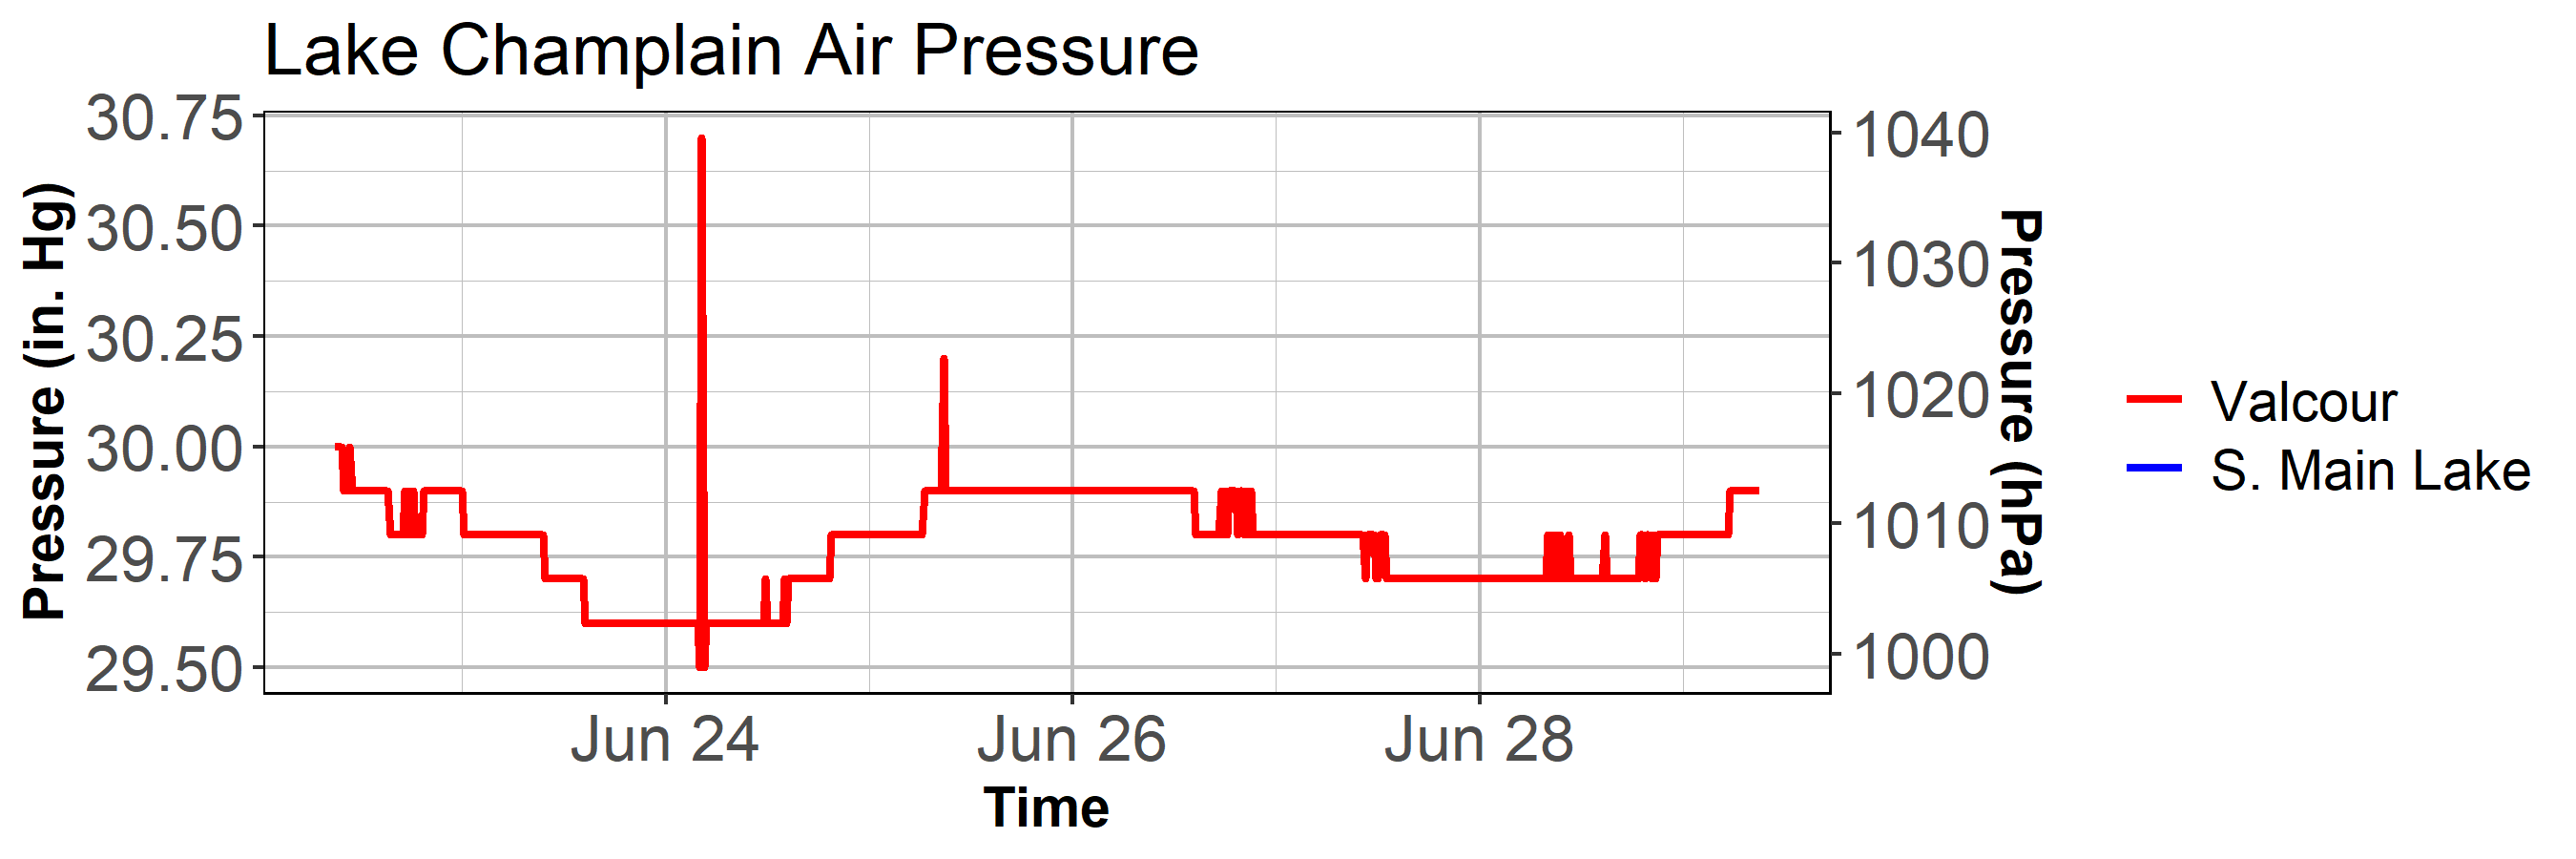 Lake Champlain Air Pressure
Pressure (in. Hg)
30.75
30.50
30.25
30.00
29.75
29.50
1040
1030
1020
1010
1000
Pressure (hPa)
Valcour
S. Main Lake
Jun 24
Jun 26
Jun 28
Time